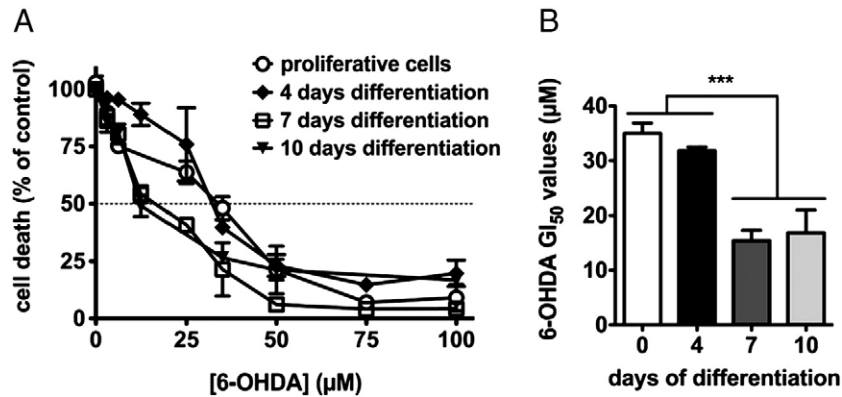 A
cell death (% of control)
100
75
50
25
0
0 25 50 75 100
[6-OHDA] (µM)
proliferative cells
4 days differentiation
7 days differentiation
10 days differentiation
B
6-OHDA GI50 values (µM)
40
30
20
10
0
***
0 4 7 10
days of differentiation